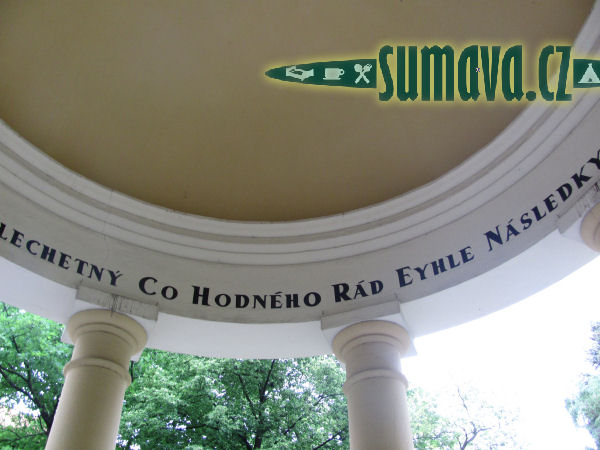 sumava.cz
LECHETNÝ CO HODNÉHO RÁD EYHLE NÁSLEDKY